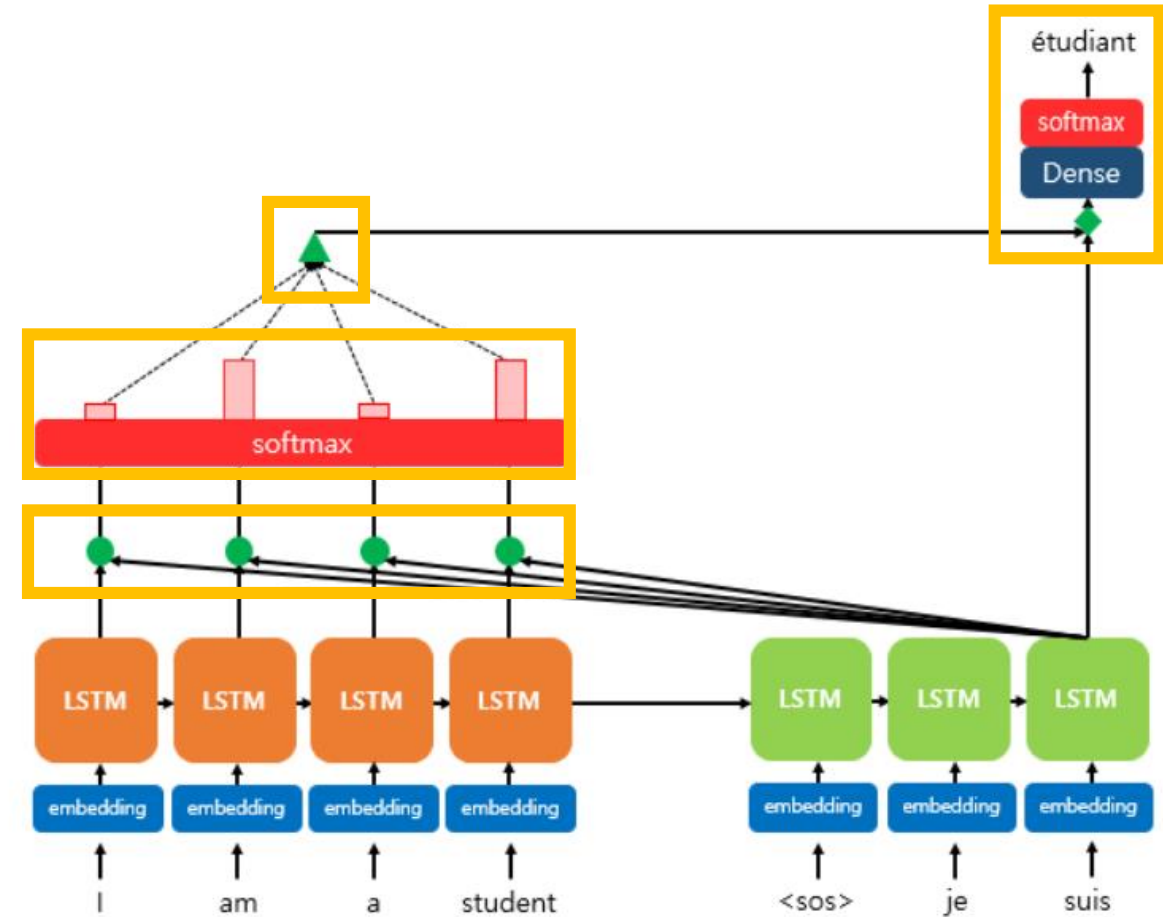 étudiant
softmax
Dense
softmax
LSTM LSTM LSTM LSTM LSTM LSTM LSTM
embedding embedding embedding embedding embedding embedding embedding
I am a student <sos> je suis